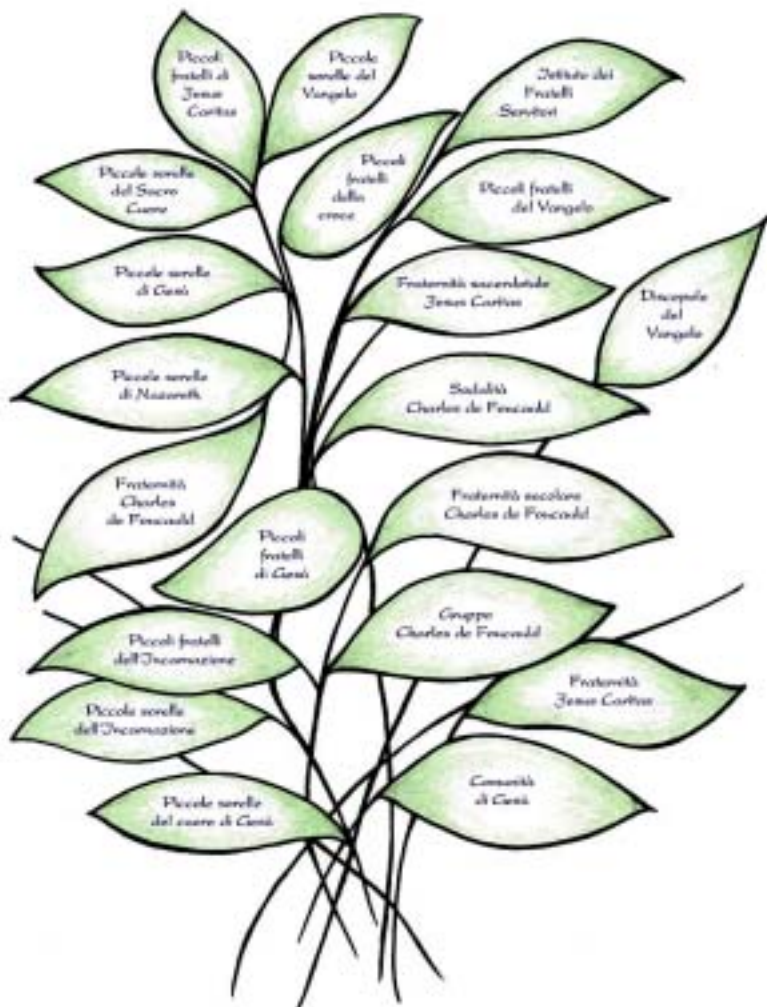 Piccoli
fratelli di
Jesus
Caritas
Piccole
sorelle del
Vangelo
Istituto dei
Fratelli
Servitori
Piccole sorelle
del Sacro
Cuore
Piccoli
fratelli
della
croce
Piccoli fratelli
del Vangelo
Piccole sorelle
di Gesù
Fraternità sacerdotale
Jesus Caritas
Discepole
del
Vangelo
Piccole sorelle
di Nazareth
Sodalità
Charles de Foucauld
Fraternità
Charles
de Foucauld
Fraternità secolare
Charles de Foucauld
Piccoli
fratelli
di Gesù
Gruppo
Charles de Foucauld
Piccoli fratelli
dell'Incarnazione
Fraternità
Jesus Caritas
Piccole sorelle
dell'Incarnazione
Comunità
di Gesù
Piccole sorelle
del cuore di Gesù